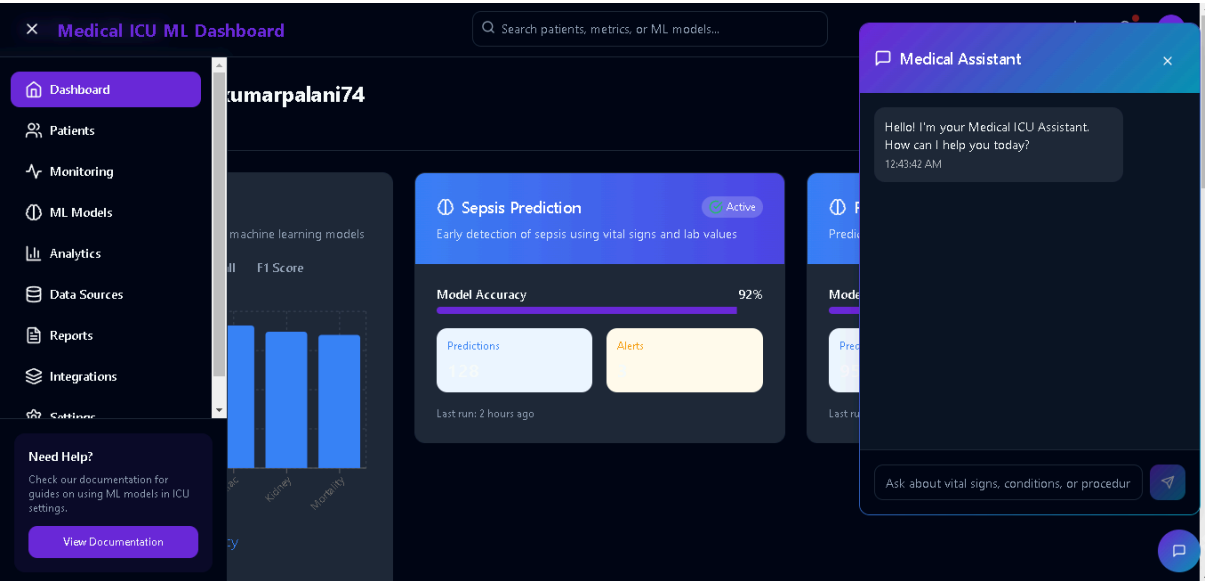 Medical ICU ML Dashboard
Search patients, metrics, or ML models...
Dashboard
Patients
Monitoring
ML Models
Analytics
Data Sources
Reports
Integrations
Settings
Need Help?
Check our documentation for
guides on using ML models in ICU
settings.
View Documentation
kumarpalani74
machine learning models
F1 Score
Kidney
Mortality
Sepsis Prediction
Active
Early detection of sepsis using vital signs and lab values
Model Accuracy
92%
Predictions
Alerts
128
Last run: 2 hours ago
Medical Assistant
Hello! I'm your Medical ICU Assistant.
How can I help you today?
12:43:42 AM
Ask about vital signs, conditions, or procedur